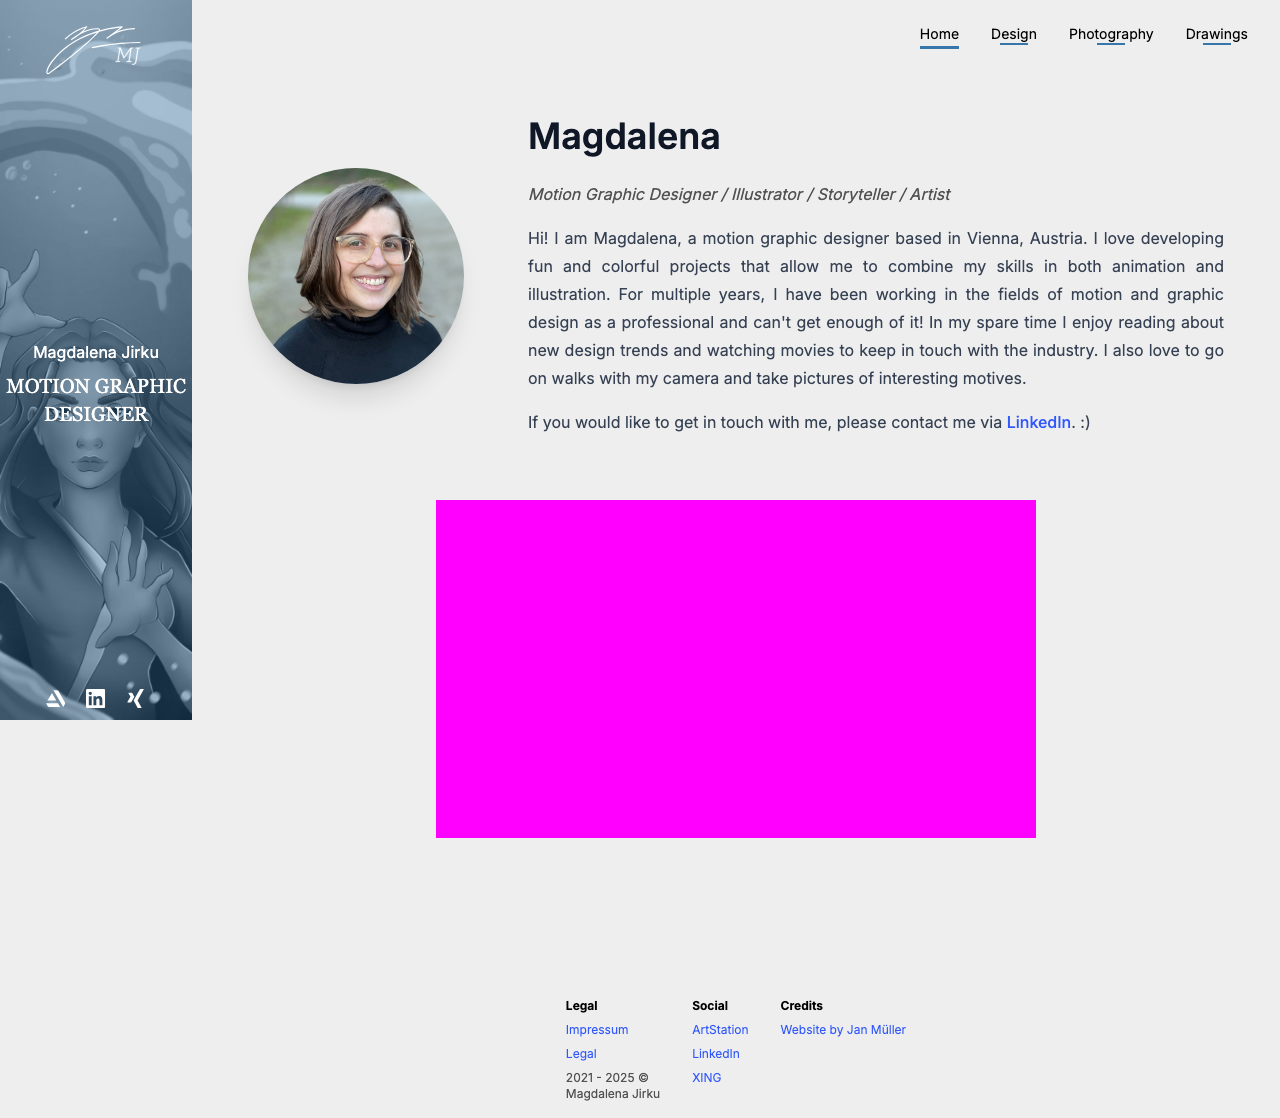 MJ
Home Design Photography Drawings
Magdalena
Motion Graphic Designer / Illustrator / Storyteller / Artist
Hi! I am Magdalena, a motion graphic designer based in Vienna, Austria. I love developing
fun and colorful projects that allow me to combine my skills in both animation and
illustration. For multiple years, I have been working in the fields of motion and graphic
design as a professional and can't get enough of it! In my spare time I enjoy reading about
new design trends and watching movies to keep in touch with the industry. I also love to go
on walks with my camera and take pictures of interesting motives.
If you would like to get in touch with me, please contact me via LinkedIn. :)
Magdalena Jirku
MOTION GRAPHIC
DESIGNER
in
Legal
Impressum
Legal
2021 - 2025 ©
Magdalena Jirku
Social
ArtStation
LinkedIn
XING
Credits
Website by Jan Müller